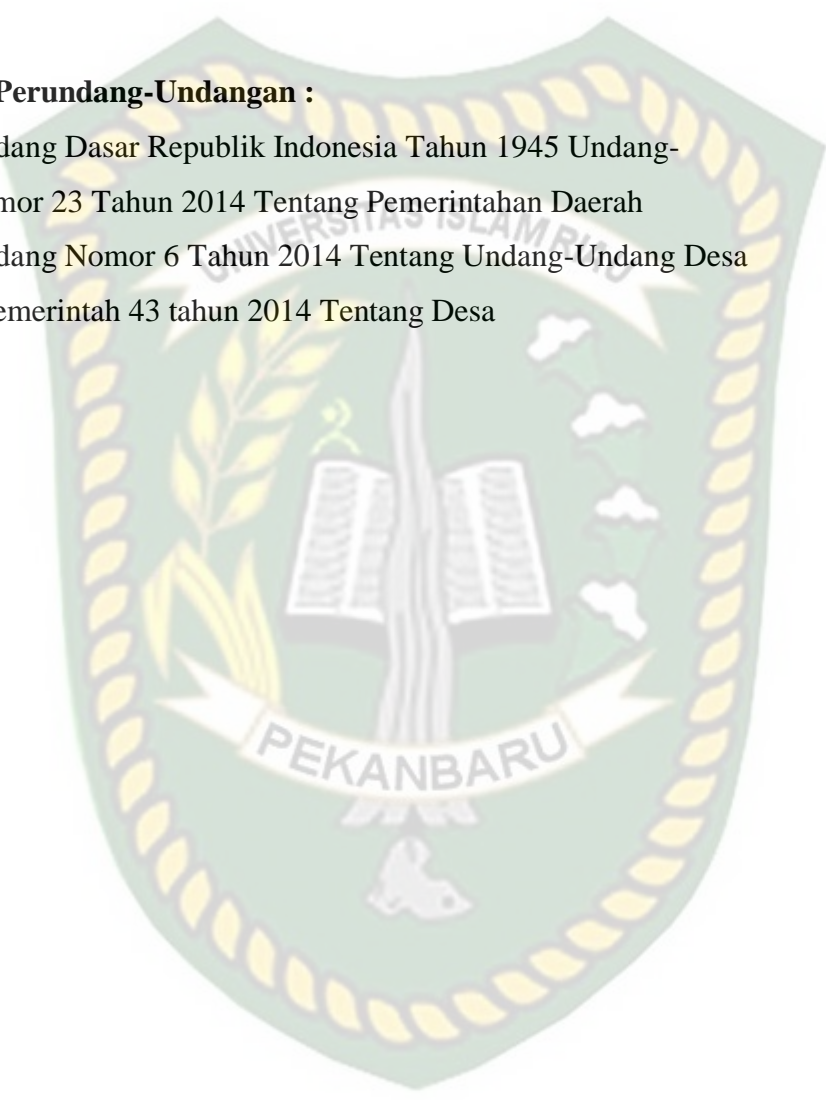 Perundang-Undangan :
dang Dasar Republik Indonesia Tahun 1945 Undang-
mor 23 Tahun 2014 Tentang Pemerintahan Daerah
dang Nomor 6 Tahun 2014 Tentang Undang-Undang Desa
emerintah 43 tahun 2014 Tentang Desa
UNIVERSITAS ISLAM RIAU
PEKANBARU